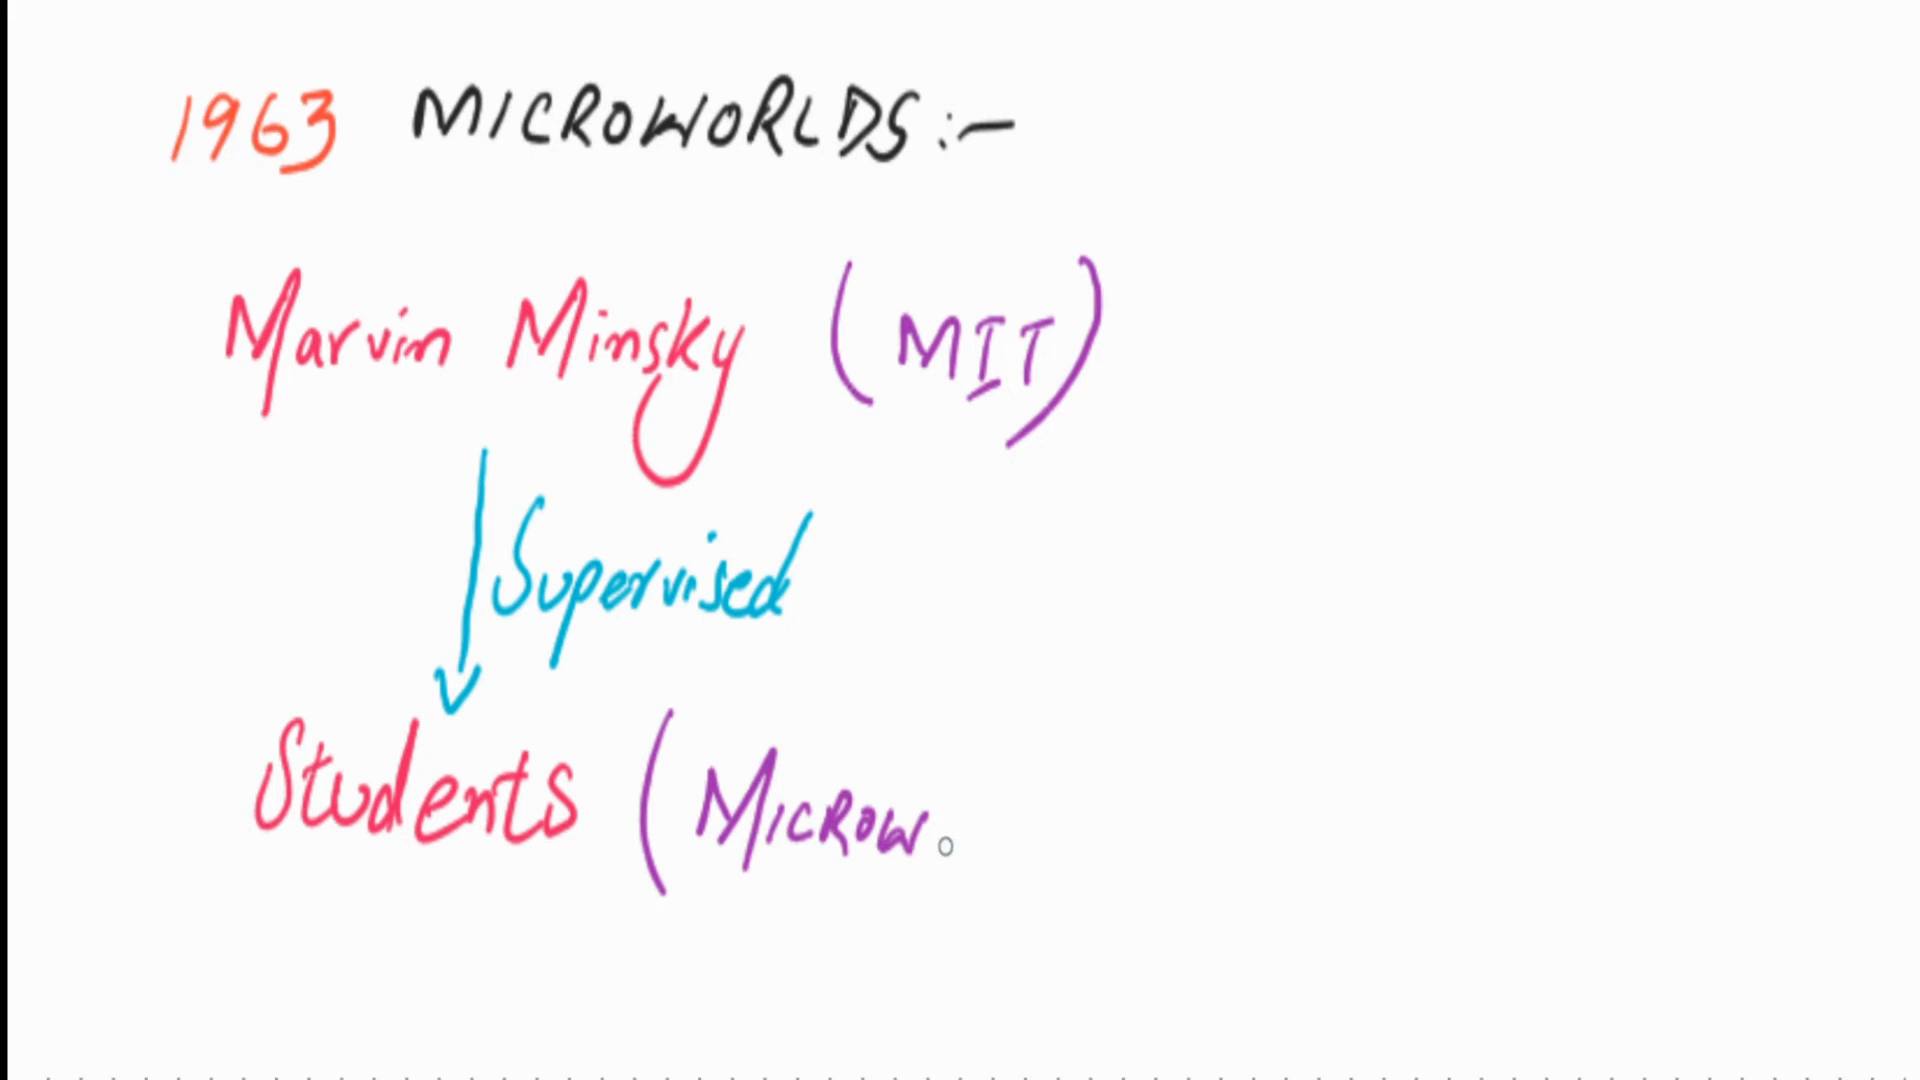 1963 MICROWORLDS:-
Marvin Minsky (MIT)
Supervised
Students (MICROW